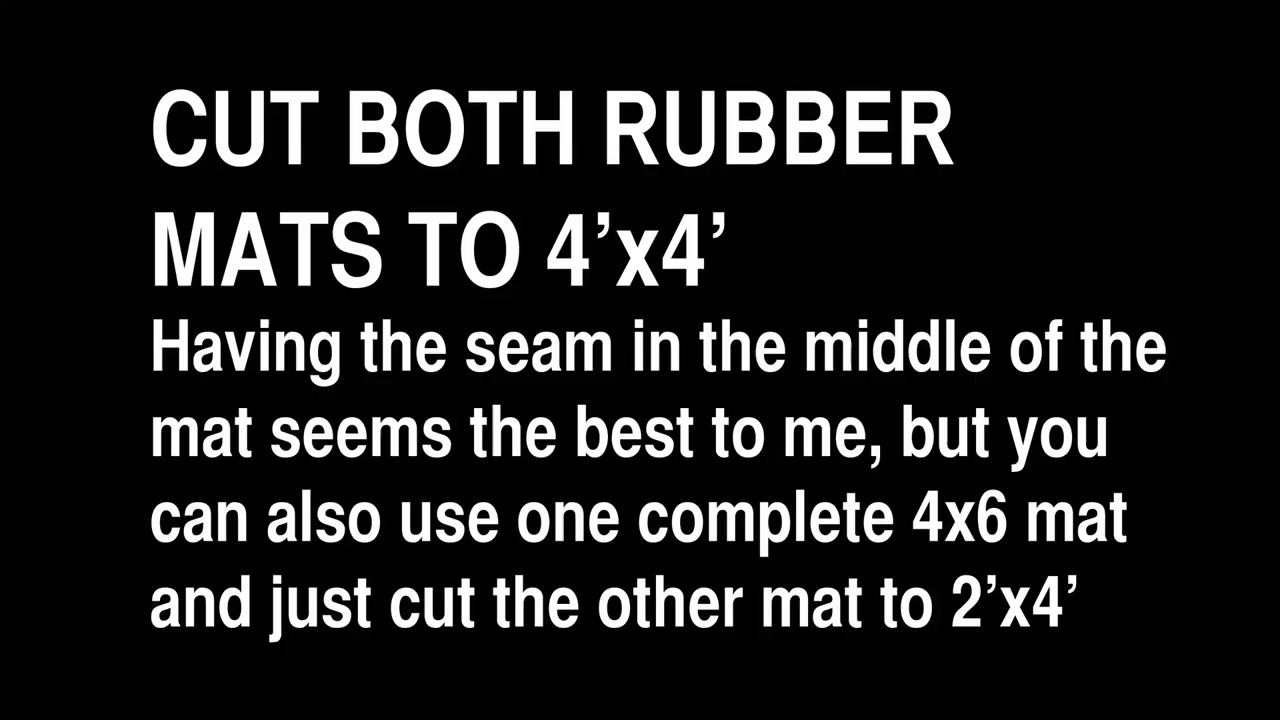 CUT BOTH RUBBER
MATS TO 4’x4’
Having the seam in the middle of the
mat seems the best to me, but you
can also use one complete 4x6 mat
and just cut the other mat to 2’x4’